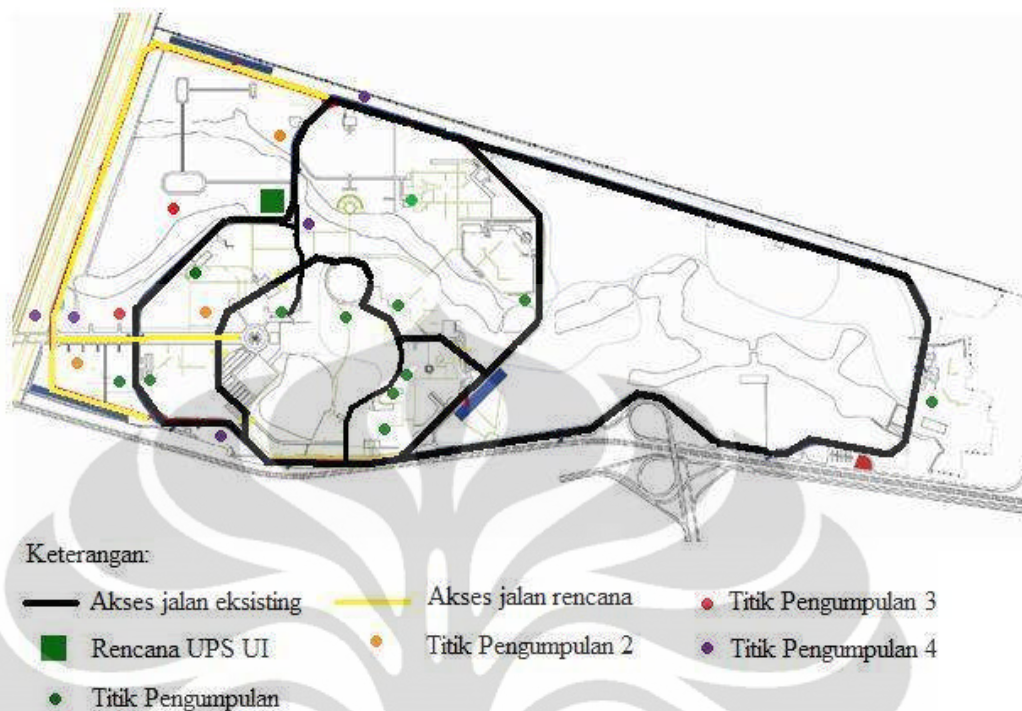 Keterangan:
Akses jalan eksisting
Akses jalan rencana
Titik Pengumpulan 3
Rencana UPS UI
Titik Pengumpulan 2
Titik Pengumpulan 4
Titik Pengumpulan